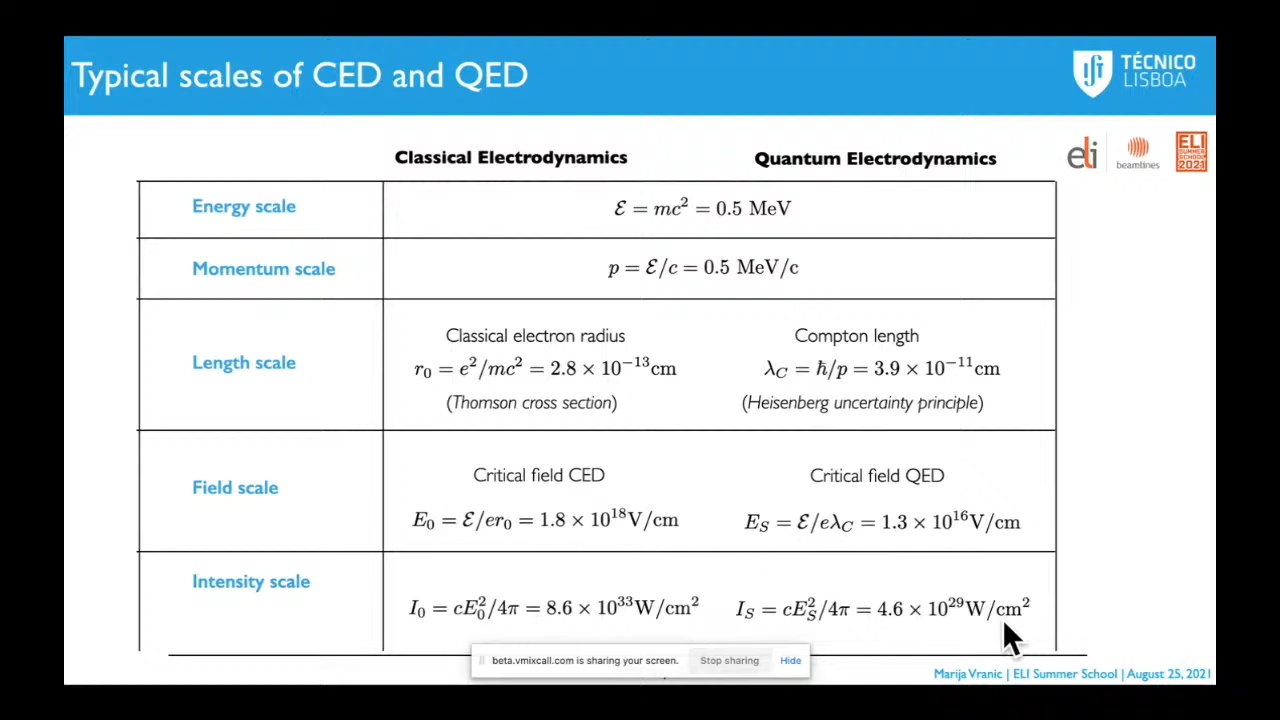 Typical scales of CED and QED
TÉCNICO
LISBOA
eli
beamlines
ELI
SUMMER
SCHOOL
2021
Classical Electrodynamics
Quantum Electrodynamics
Energy scale
ℰ = mc² = 0.5 MeV
Momentum scale
p = ℰ/c = 0.5 MeV/c
Length scale
Classical electron radius
r₀ = e²/mc² = 2.8 × 10⁻¹³cm
(Thomson cross section)
Compton length
λ_C = ħ/p = 3.9 × 10⁻¹¹cm
(Heisenberg uncertainty principle)
Field scale
Critical field CED
E₀ = ℰ/er₀ = 1.8 × 10¹⁸V/cm
Critical field QED
E_S = ℰ/eλ_C = 1.3 × 10¹⁶V/cm
Intensity scale
I₀ = cE₀²/4π = 8.6 × 10³³W/cm²
I_S = cE_S²/4π = 4.6 × 10²⁹W/cm²
beta.vmixcall.com is sharing your screen. Stop sharing Hide
Marija Vranic | ELI Summer School | August 25, 2021